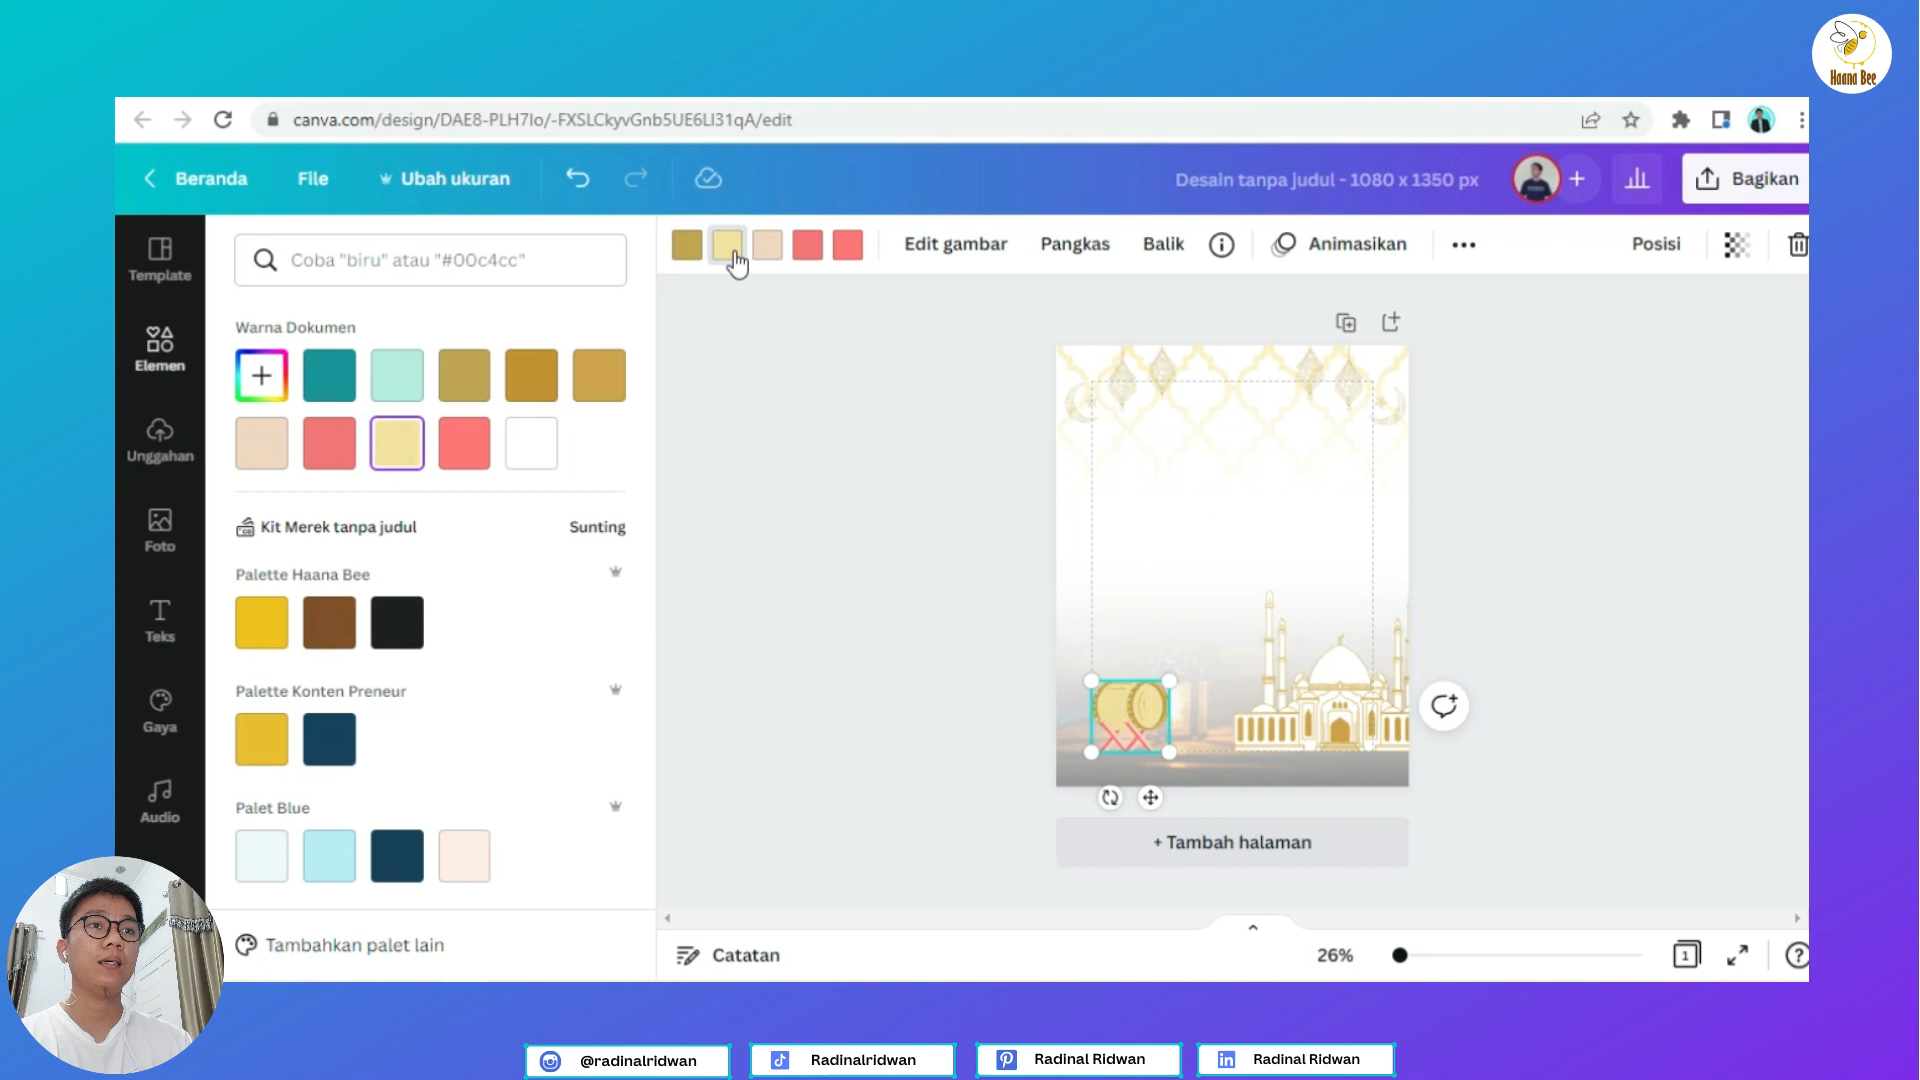 Haana Bee
canva.com/design/DAE8-PLH7Io/-FXSLCkyvGnb5UE6LI31qA/edit
Beranda
File
Ubah ukuran
Desain tanpa judul - 1080 x 1350 px
Bagikan
Template
Elemen
Unggahan
Foto
Teks
Gaya
Audio
Coba "biru" atau "#00c4cc"
Warna Dokumen
Kit Merek tanpa judul
Sunting
Palette Haana Bee
Palette Konten Preneur
Palet Blue
Tambahkan palet lain
Edit gambar
Pangkas
Balik
Animasikan
Posisi
+ Tambah halaman
Catatan
26%
1
@radinalridwan
Radinalridwan
Radinal Ridwan
Radinal Ridwan